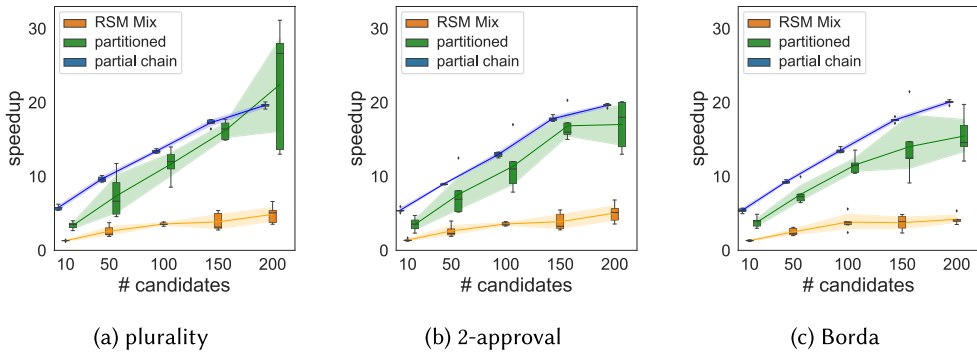 30
20
10
0
speedup
RSM Mix
partitioned
partial chain
10 50 100 150 200
# candidates
(a) plurality
30
20
10
0
speedup
RSM Mix
partitioned
partial chain
10 50 100 150 200
# candidates
(b) 2-approval
30
20
10
0
speedup
RSM Mix
partitioned
partial chain
10 50 100 150 200
# candidates
(c) Borda